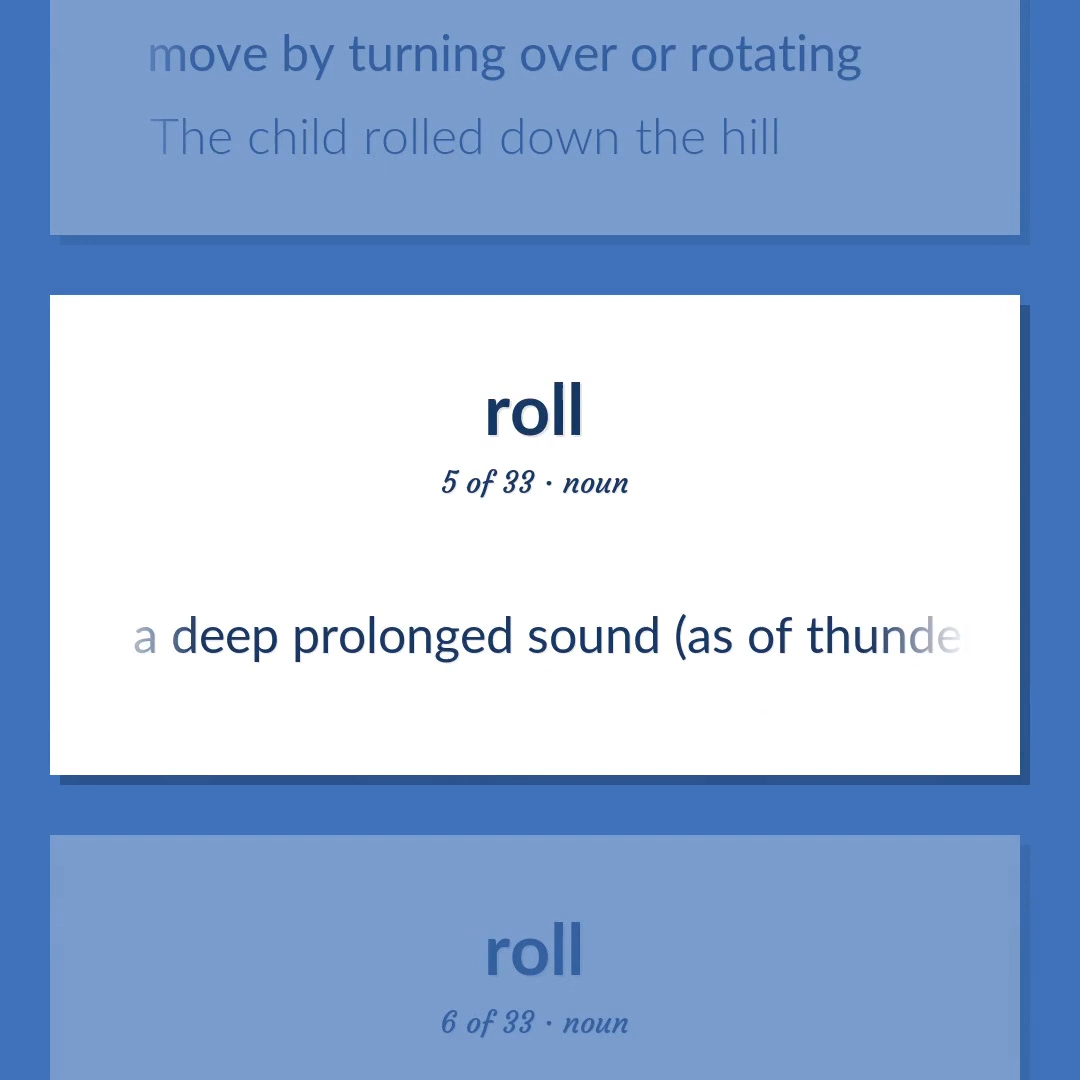 move by turning over or rotating
The child rolled down the hill
roll
5 of 33 · noun
a deep prolonged sound (as of thunde
roll
6 of 33 · noun